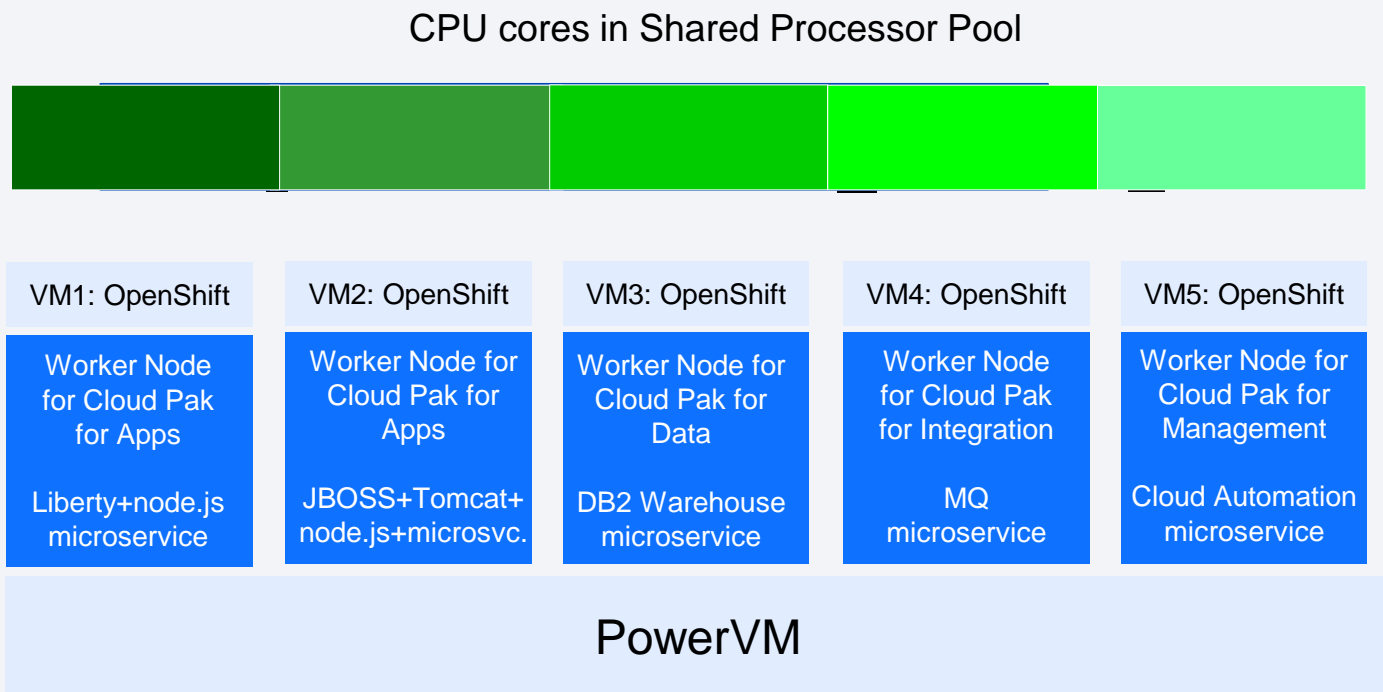 CPU cores in Shared Processor Pool
VM1: OpenShift
VM2: OpenShift
VM3: OpenShift
VM4: OpenShift
VM5: OpenShift
Worker Node
for Cloud Pak
for Apps
Liberty+node.js
microservice
Worker Node for
Cloud Pak for
Apps
JBOSS+Tomcat+
node.js+microsvc.
Worker Node for
Cloud Pak for
Data
DB2 Warehouse
microservice
Worker Node
for Cloud Pak
for Integration
MQ
microservice
Worker Node for
Cloud Pak for
Management
Cloud Automation
microservice
PowerVM